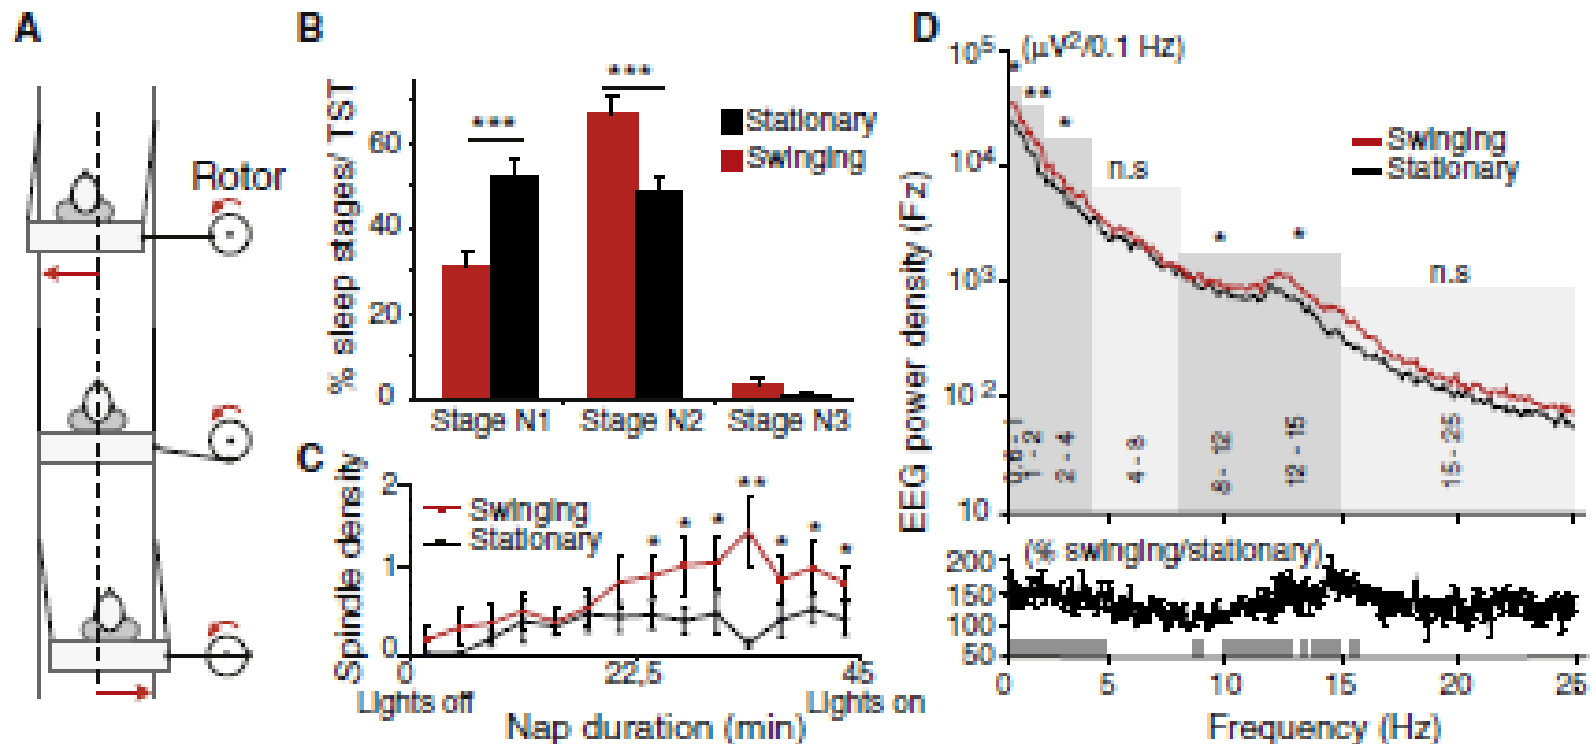 A
Rotor
B
% sleep stages/ TST
60
40
20
0
***
***
Stationary
Swinging
Stage N1
Stage N2
Stage N3
C
Spindle density
2
1
0
Swinging
Stationary
*
*
*
**
*
*
*
0
22,5
45
Lights off
Lights on
Nap duration (min)
D
EEG power density (Fz)
10⁵
10⁴
10³
10²
10
(μV²/0.1 Hz)
*
**
*
n.s
*
*
n.s
Swinging
Stationary
1 - 2
2 - 4
4 - 8
8 - 12
12 - 15
15 - 25
(% swinging/stationary)
200
150
100
50
0
5
10
15
20
25
Frequency (Hz)